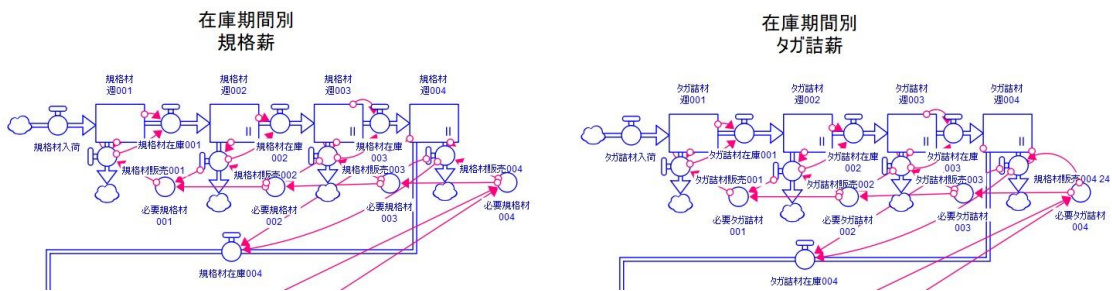 在庫期間別
規格薪
規格材
週001
規格材
週002
規格材
週003
規格材
週004
規格材入荷
規格材在庫001
規格材在庫
002
規格材在庫
003
規格材販売001
規格材販売002
規格材販売003
規格材販売004
必要規格材
001
必要規格材
002
必要規格材
003
必要規格材
004
規格材在庫004
在庫期間別
タガ詰薪
タガ詰材
週001
タガ詰材
週002
タガ詰材
週003
タガ詰材
週004
タガ詰材入荷
タガ詰材在庫001
タガ詰材在庫
002
タガ詰材在庫
003
タガ詰材販売001
タガ詰材販売002
タガ詰材販売003
規格材販売004 24
必要タガ詰材
001
必要タガ詰材
002
必要タガ詰材
003
必要タガ詰材
004
タガ詰材在庫004